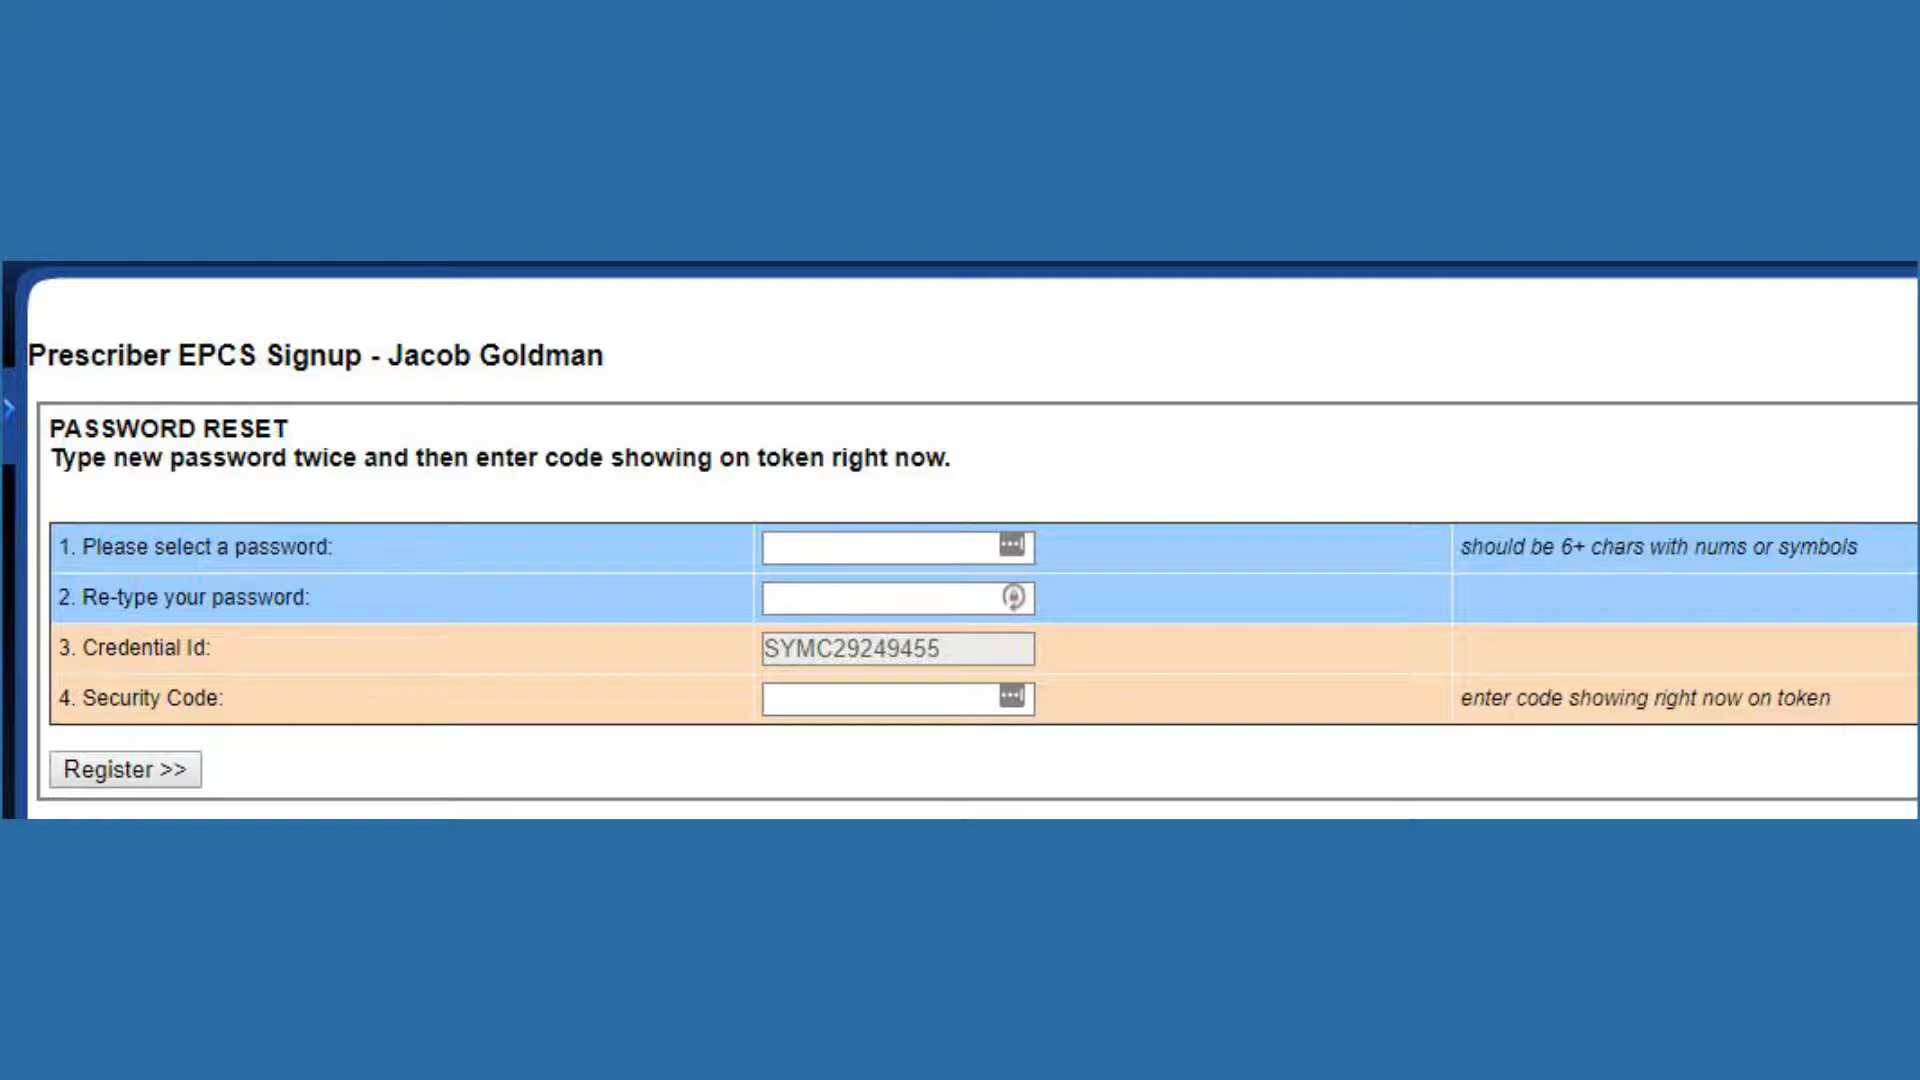 Prescriber EPCS Signup - Jacob Goldman
PASSWORD RESET
Type new password twice and then enter code showing on token right now.
1. Please select a password: should be 6+ chars with nums or symbols
2. Re-type your password:
3. Credential Id: SYMC29249455
4. Security Code: enter code showing right now on token
Register >>